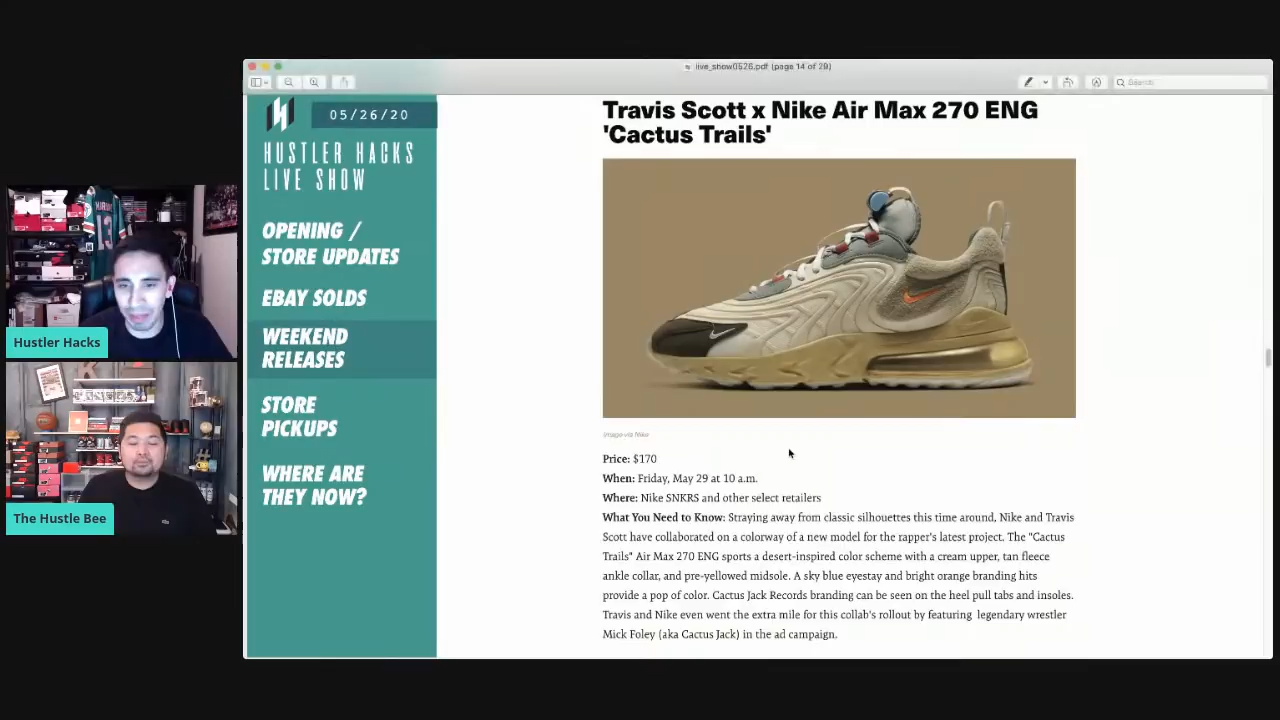 live_show0526.pdf (page 14 of 29)
Search
05/26/20
HUSTLER HACKS
LIVE SHOW
OPENING /
STORE UPDATES
EBAY SOLDS
WEEKEND
RELEASES
STORE
PICKUPS
WHERE ARE
THEY NOW?
Hustler Hacks
The Hustle Bee
Travis Scott x Nike Air Max 270 ENG
'Cactus Trails'
Image via Nike
Price: $170
When: Friday, May 29 at 10 a.m.
Where: Nike SNKRS and other select retailers
What You Need to Know: Straying away from classic silhouettes this time around, Nike and Travis
Scott have collaborated on a colorway of a new model for the rapper's latest project. The "Cactus
Trails" Air Max 270 ENG sports a desert-inspired color scheme with a cream upper, tan fleece
ankle collar, and pre-yellowed midsole. A sky blue eyestay and bright orange branding hits
provide a pop of color. Cactus Jack Records branding can be seen on the heel pull tabs and insoles.
Travis and Nike even went the extra mile for this collab's rollout by featuring legendary wrestler
Mick Foley (aka Cactus Jack) in the ad campaign.